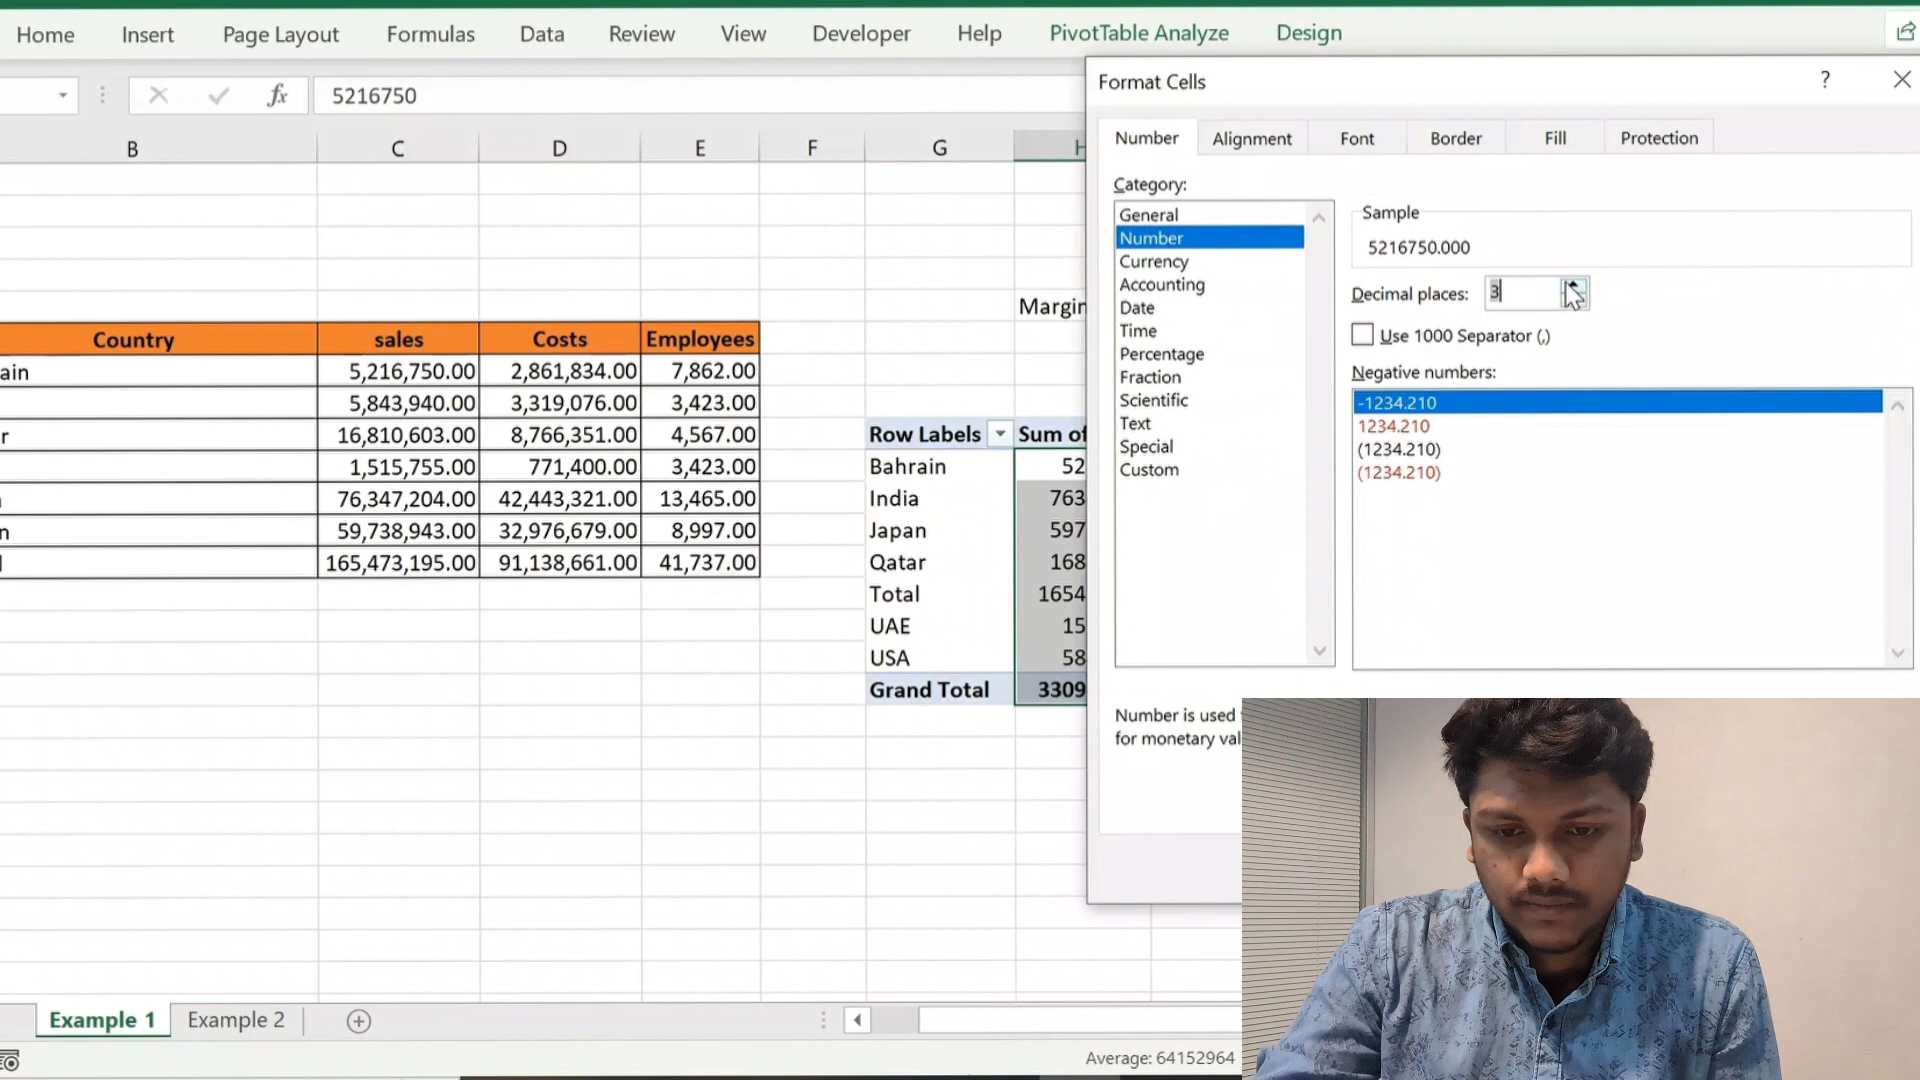 Home Insert Page Layout Formulas Data Review View Developer Help PivotTable Analyze Design
fx 5216750
Format Cells ?
B C D E F G H
Number Alignment Font Border Fill Protection
Category:
General
Number
Currency
Accounting
Date
Time
Percentage
Fraction
Scientific
Text
Special
Custom
Sample
5216750.000
Decimal places: 3
Use 1000 Separator (,)
Negative numbers:
-1234.210
1234.210
(1234.210)
(1234.210)
Number is used
for monetary val
Margin
Country sales Costs Employees
ain 5,216,750.00 2,861,834.00 7,862.00
5,843,940.00 3,319,076.00 3,423.00
r 16,810,603.00 8,766,351.00 4,567.00
1,515,755.00 771,400.00 3,423.00
76,347,204.00 42,443,321.00 13,465.00
n 59,738,943.00 32,976,679.00 8,997.00
165,473,195.00 91,138,661.00 41,737.00
Row Labels Sum of
Bahrain 52
India 763
Japan 597
Qatar 168
Total 1654
UAE 15
USA 58
Grand Total 3309
Example 1 Example 2
Average: 64152964